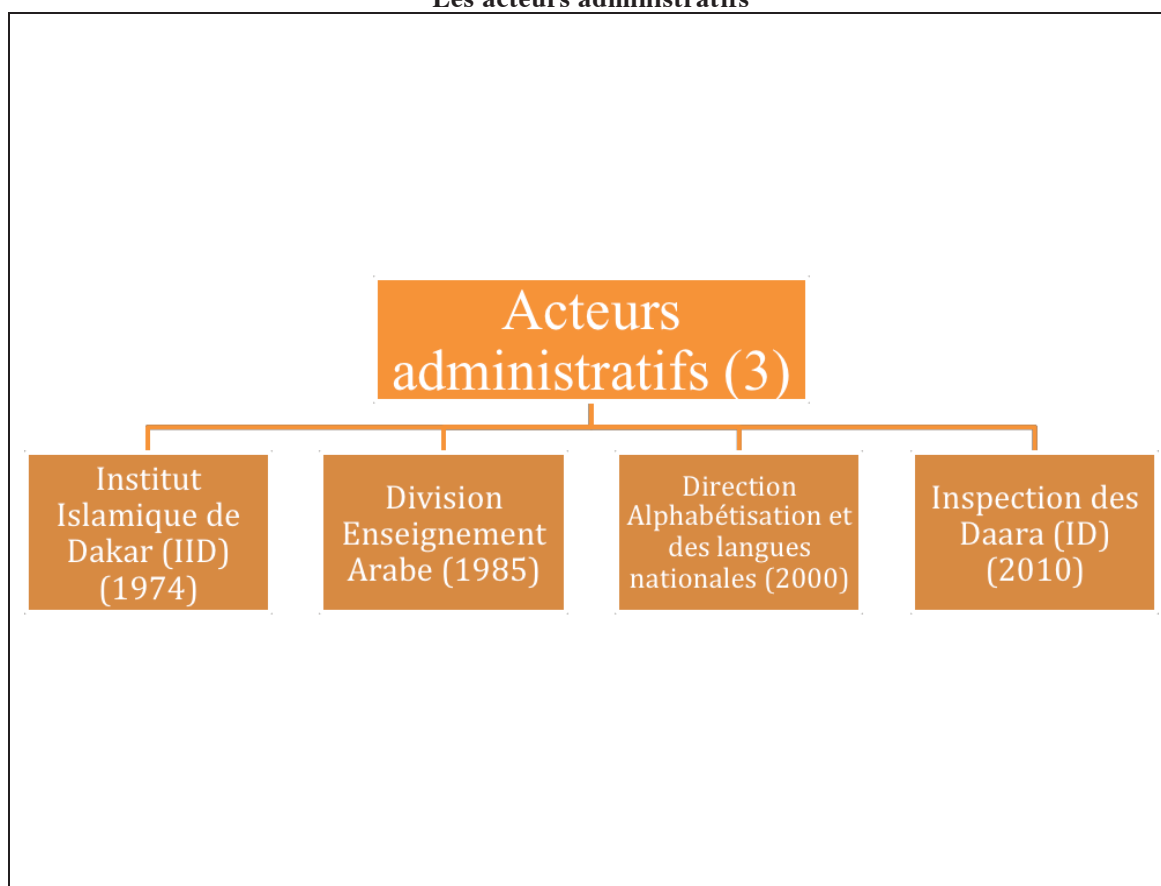 Les acteurs administratifs
Acteurs
administratifs (3)
Institut
Islamique de
Dakar (IID)
(1974)
Division
Enseignement
Arabe (1985)
Direction
Alphabétisation et
des langues
nationales (2000)
Inspection des
Daara (ID)
(2010)